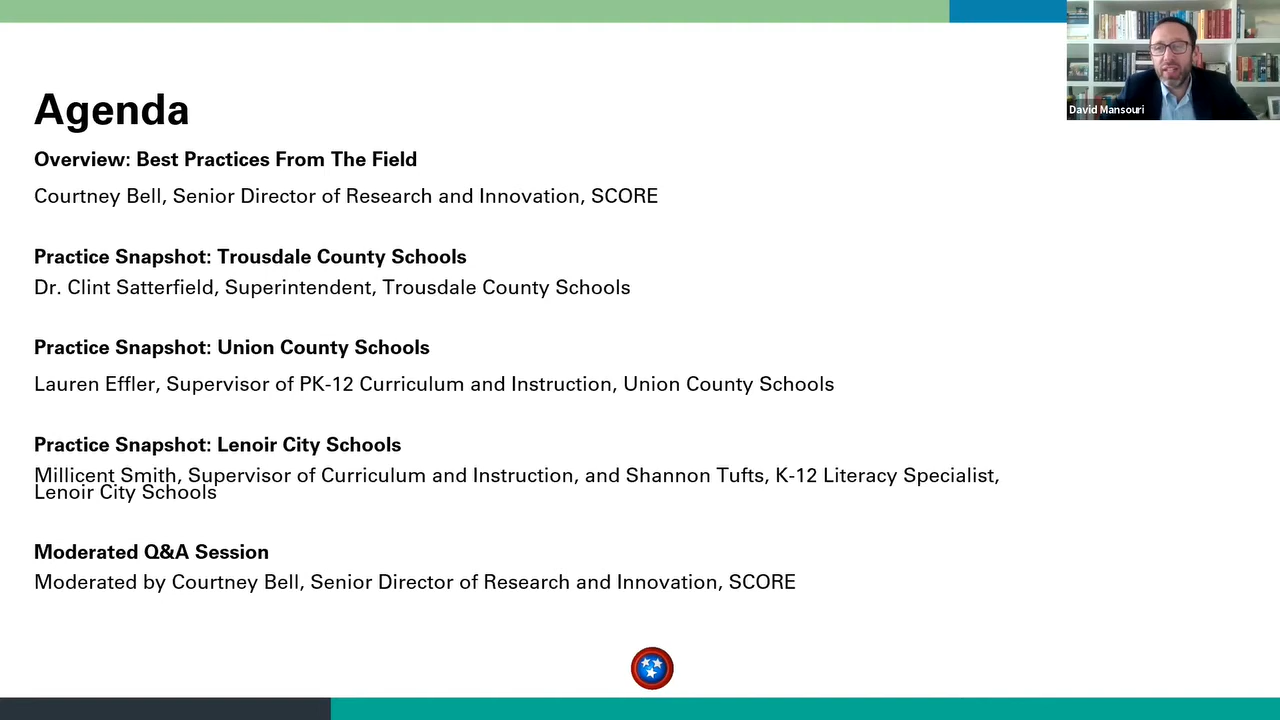 David Mansouri
Agenda
Overview: Best Practices From The Field
Courtney Bell, Senior Director of Research and Innovation, SCORE
Practice Snapshot: Trousdale County Schools
Dr. Clint Satterfield, Superintendent, Trousdale County Schools
Practice Snapshot: Union County Schools
Lauren Effler, Supervisor of PK-12 Curriculum and Instruction, Union County Schools
Practice Snapshot: Lenoir City Schools
Millicent Smith, Supervisor of Curriculum and Instruction, and Shannon Tufts, K-12 Literacy Specialist,
Lenoir City Schools
Moderated Q&A Session
Moderated by Courtney Bell, Senior Director of Research and Innovation, SCORE